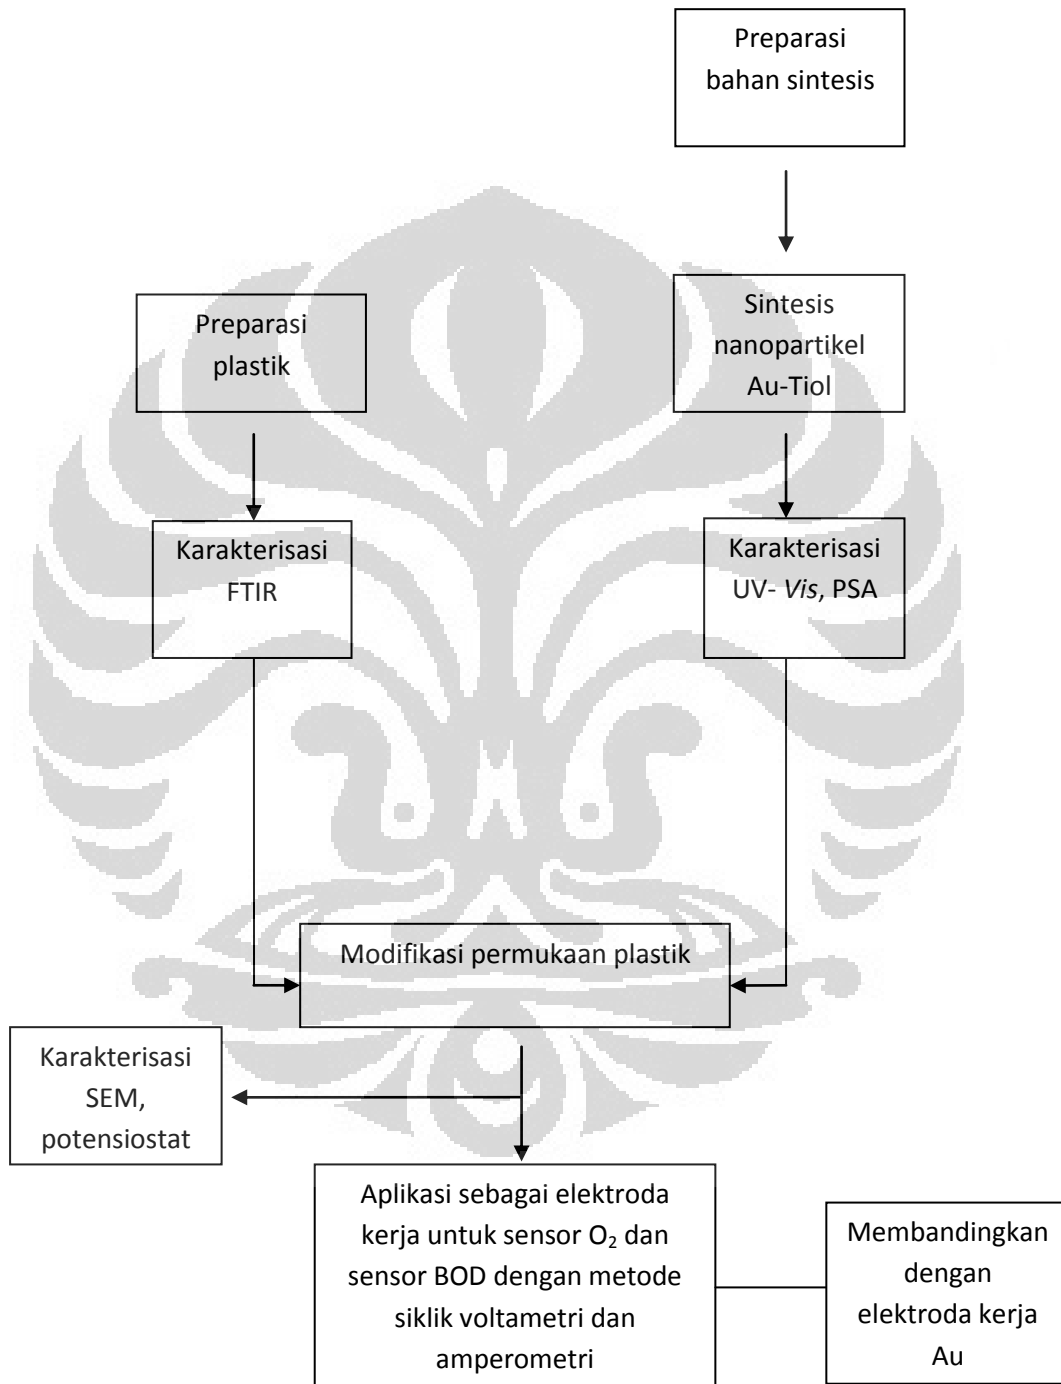 Preparasi
bahan sintesis
Preparasi
plastik
Sintesis
nanopartikel
Au-Tiol
Karakterisasi
FTIR
Karakterisasi
UV- Vis, PSA
Modifikasi permukaan plastik
Karakterisasi
SEM,
potensiostat
Aplikasi sebagai elektroda
kerja untuk sensor O₂ dan
sensor BOD dengan metode
siklik voltametri dan
amperometri
Membandingkan
dengan
elektroda kerja
Au